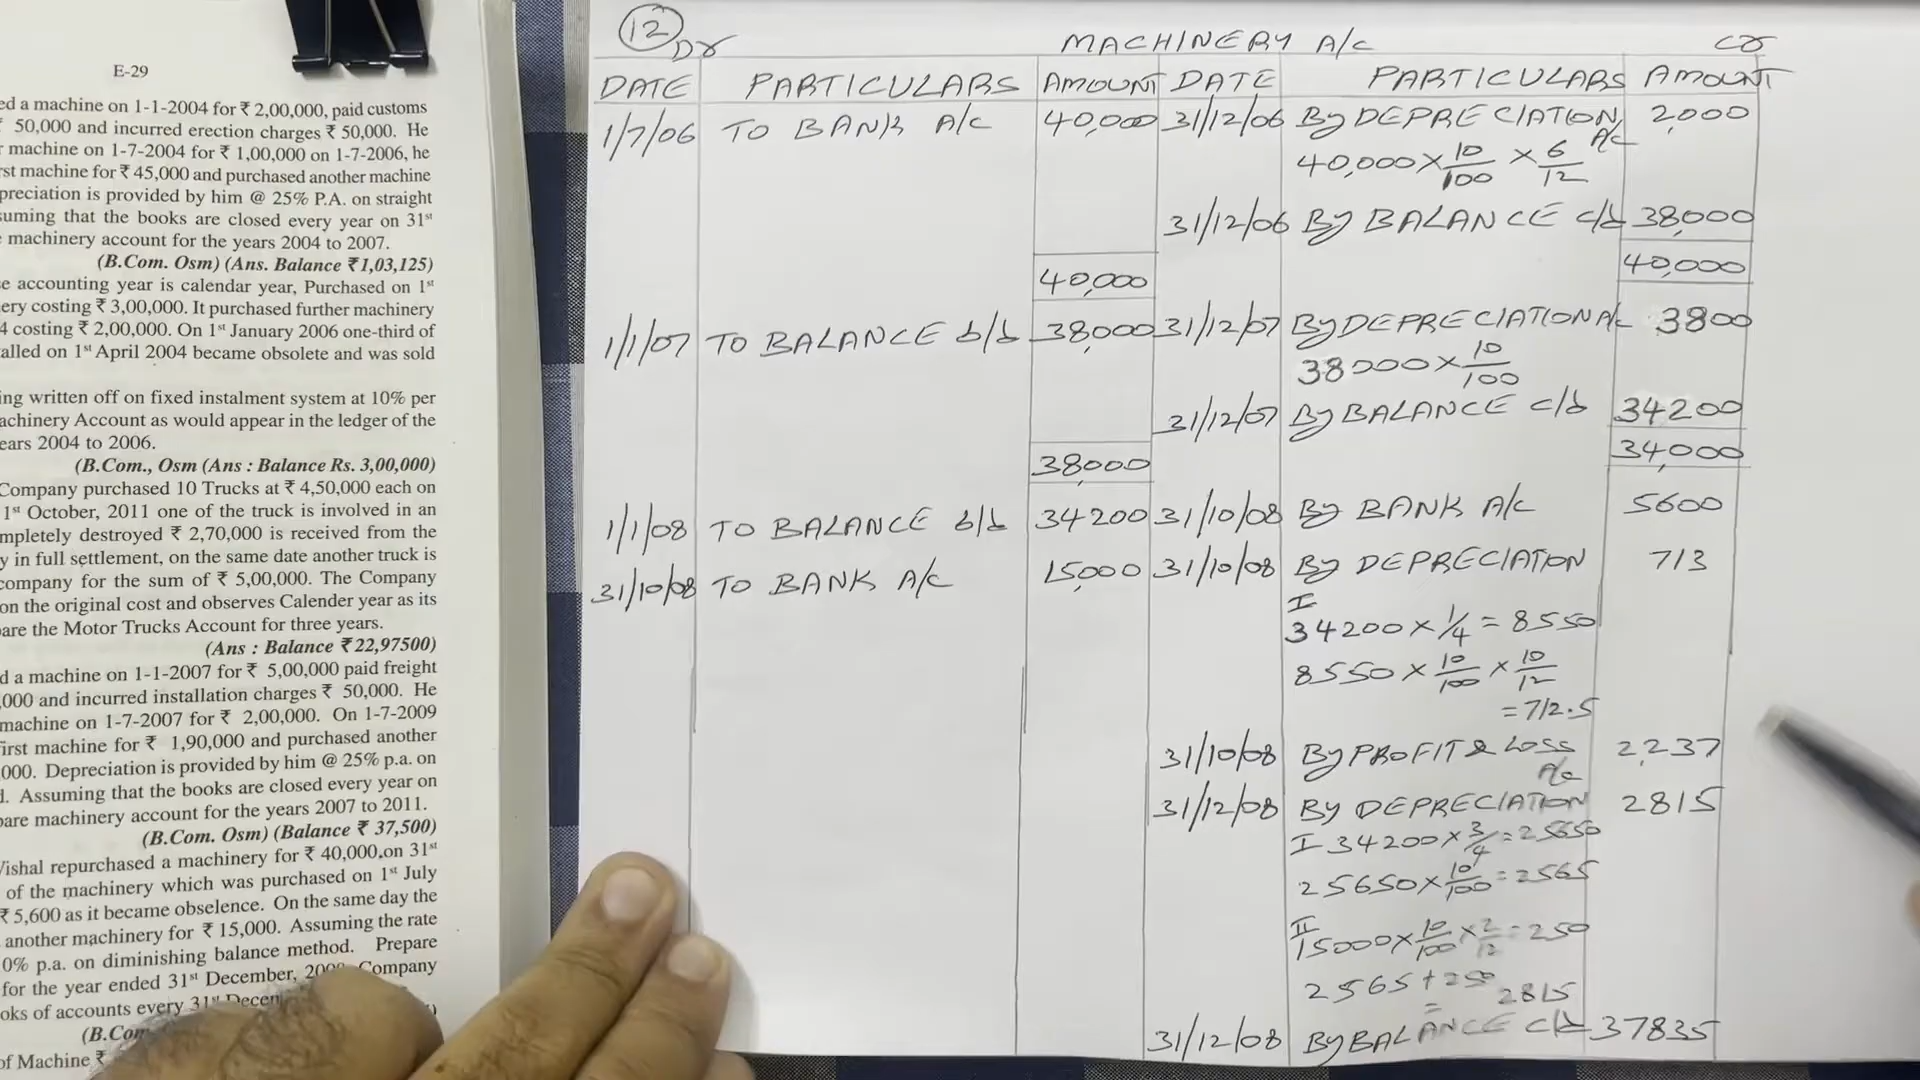 E-29
ed a machine on 1-1-2004 for ₹ 2,00,000, paid customs
₹ 50,000 and incurred erection charges ₹ 50,000. He
r machine on 1-7-2004 for ₹ 1,00,000 on 1-7-2006, he
rst machine for ₹ 45,000 and purchased another machine
preciation is provided by him @ 25% P.A. on straight
suming that the books are closed every year on 31st
e machinery account for the years 2004 to 2007.
(B.Com. Osm) (Ans. Balance ₹1,03,125)
e accounting year is calendar year, Purchased on 1st
ery costing ₹ 3,00,000. It purchased further machinery
4 costing ₹ 2,00,000. On 1st January 2006 one-third of
alled on 1st April 2004 became obsolete and was sold
ing written off on fixed instalment system at 10% per
achinery Account as would appear in the ledger of the
ears 2004 to 2006.
(B.Com., Osm (Ans : Balance Rs. 3,00,000)
Company purchased 10 Trucks at ₹ 4,50,000 each on
1st October, 2011 one of the truck is involved in an
mpletely destroyed ₹ 2,70,000 is received from the
y in full settlement, on the same date another truck is
company for the sum of ₹ 5,00,000. The Company
on the original cost and observes Calender year as its
are the Motor Trucks Account for three years.
(Ans : Balance ₹22,97500)
d a machine on 1-1-2007 for ₹ 5,00,000 paid freight
,000 and incurred installation charges ₹ 50,000. He
machine on 1-7-2007 for ₹ 2,00,000. On 1-7-2009
first machine for ₹ 1,90,000 and purchased another
000. Depreciation is provided by him @ 25% p.a. on
d. Assuming that the books are closed every year on
pare machinery account for the years 2007 to 2011.
(B.Com. Osm) (Balance ₹ 37,500)
Vishal repurchased a machinery for ₹ 40,000,on 31st
of the machinery which was purchased on 1st July
₹ 5,600 as it became obselence. On the same day the
another machinery for ₹ 15,000. Assuming the rate
0% p.a. on diminishing balance method. Prepare
for the year ended 31st December, Company
oks of accounts every 31st Decem
(B.Com
of Machine ₹
12 Dr MACHINERY A/c Cr
DATE PARTICULARS AMOUNT DATE PARTICULARS AMOUNT
1/7/06 TO BANK A/c 40,000 31/12/06 By DEPRECIATION A/c 2,000
40,000 × 10/100 × 6/12
31/12/06 By BALANCE c/d 38,000
40,000 40,000
1/1/07 TO BALANCE b/d 38,000 31/12/07 By DEPRECIATION A/c 3800
38000 × 10/100
31/12/07 By BALANCE c/d 34200
38,000 34,000
1/1/08 TO BALANCE b/d 34200 31/10/08 By BANK A/c 5600
31/10/08 TO BANK A/c 15,000 31/10/08 By DEPRECIATION 713
I
34200 × 1/4 = 8550
8550 × 10/100 × 10/12
= 712.5
31/10/08 By PROFIT & LOSS A/c 2,237
31/12/08 By DEPRECIATION 2815
I 34200 × 3/4 = 25650
25650 × 10/100 = 2565
II
15000 × 10/100 × 2/12 = 250
2565 + 250
= 2815
31/12/08 By BALANCE c/d 37835